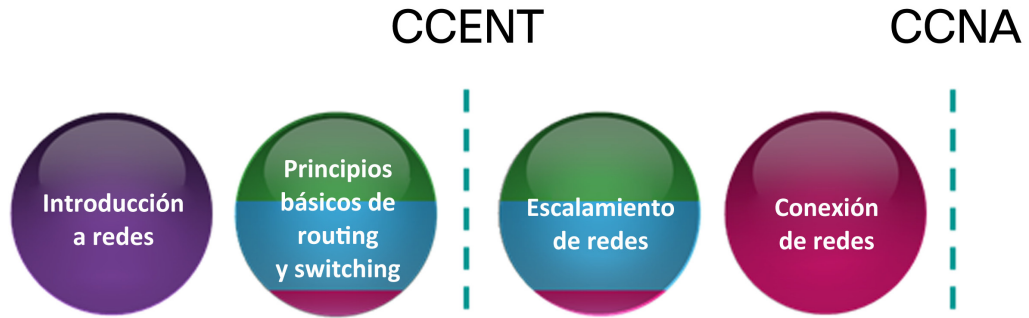 CCENT
CCNA
Introducción
a redes
Principios
básicos de
routing
y switching
Escalamiento
de redes
Conexión
de redes